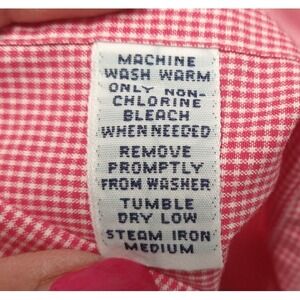 MACHINE
WASH WARM
ONLY NON-
CHLORINE
BLEACH
WHEN NEEDED
REMOVE
PROMPTLY
FROM WASHER
TUMBLE
DRY LOW
STEAM IRON
MEDIUM